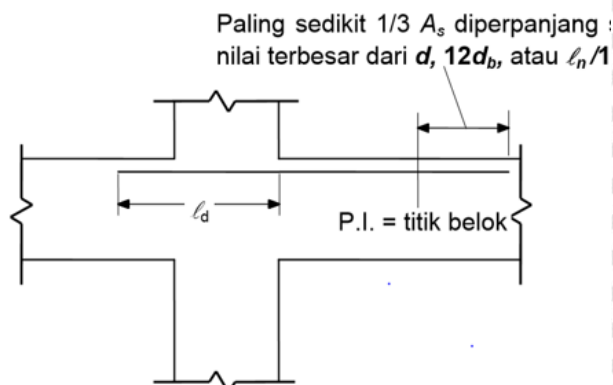 Paling sedikit 1/3 As diperpanjang
nilai terbesar dari d, 12db, atau ℓn/1
ℓd
P.I. = titik belok